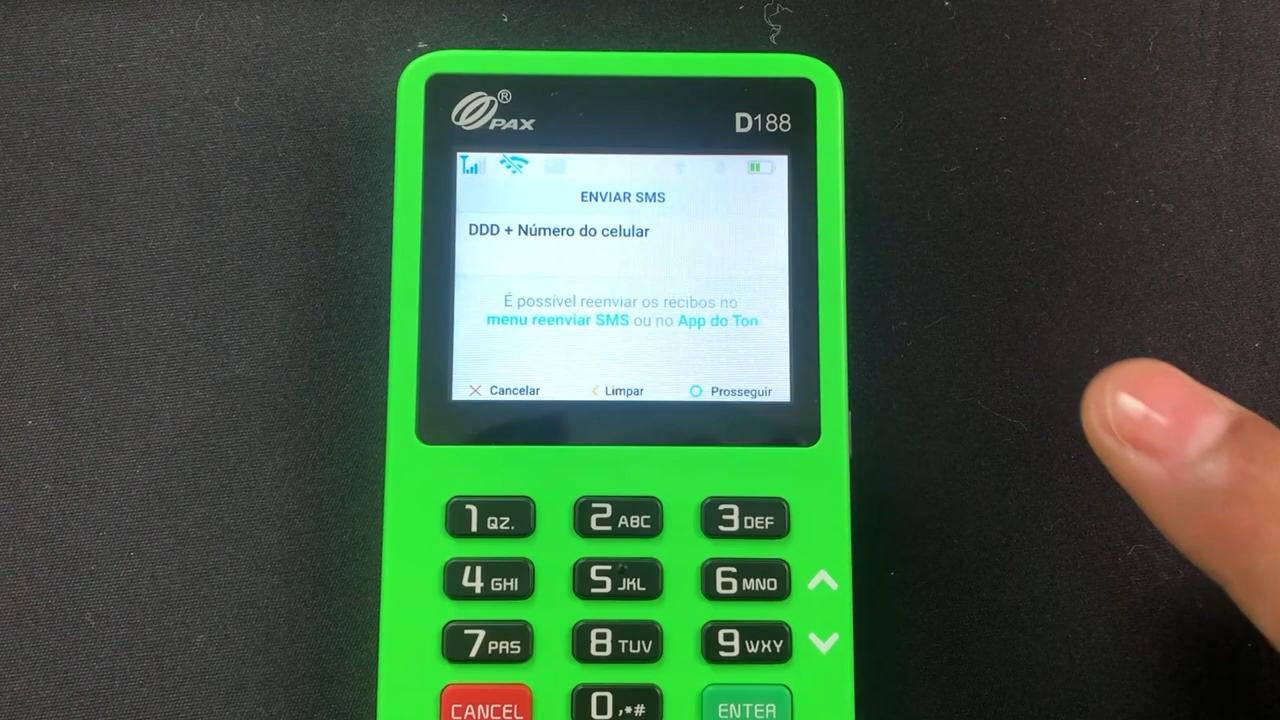 ® PAX D188
ENVIAR SMS
DDD + Número do celular
É possível reenviar os recibos no
menu reenviar SMS ou no App do Ton
Cancelar Limpar Prosseguir
1 QZ. 2 ABC 3 DEF
4 GHI 5 JKL 6 MNO
7 PRS 8 TUV 9 WXY
CANCEL 0 ,*# ENTER